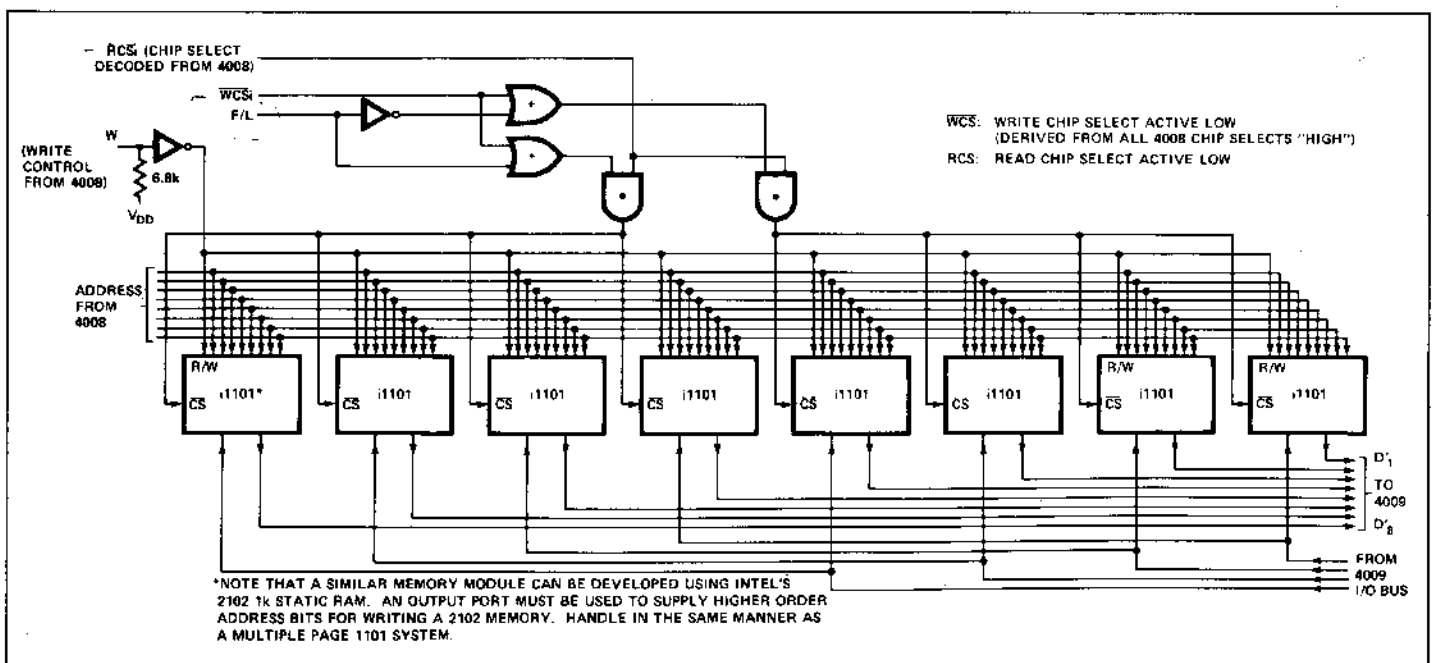 — RCSi (CHIP SELECT
DECODED FROM 4008)
— WCSi
F/L
W
(WRITE
CONTROL
FROM 4008)
6.8k
VDD
WCS: WRITE CHIP SELECT ACTIVE LOW
(DERIVED FROM ALL 4008 CHIP SELECTS "HIGH")
RCS: READ CHIP SELECT ACTIVE LOW
ADDRESS
FROM
4008
R/W R/W R/W
i1101* i1101 i1101 i1101 i1101 i1101 i1101 i1101
CS CS CS CS CS CS CS CS
D'1
TO
4009
D'8
FROM
4009
I/O BUS
*NOTE THAT A SIMILAR MEMORY MODULE CAN BE DEVELOPED USING INTEL'S
2102 1k STATIC RAM. AN OUTPUT PORT MUST BE USED TO SUPPLY HIGHER ORDER
ADDRESS BITS FOR WRITING A 2102 MEMORY. HANDLE IN THE SAME MANNER AS
A MULTIPLE PAGE 1101 SYSTEM.